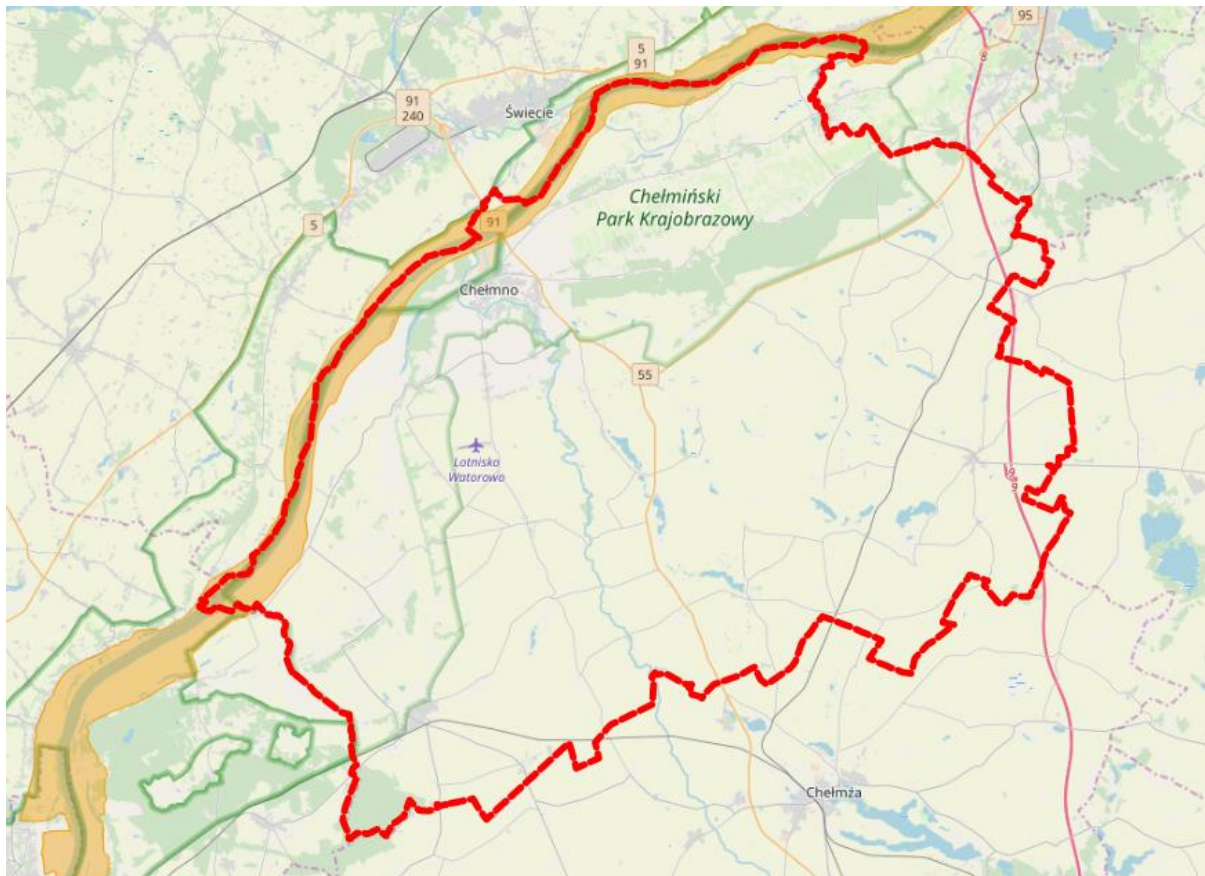 95
5
91
8
91
240
Świecie
Chełmiński
Park Krajobrazowy
5
91
Chełmno
55
Lotnisko
Watorowo
Chełmża